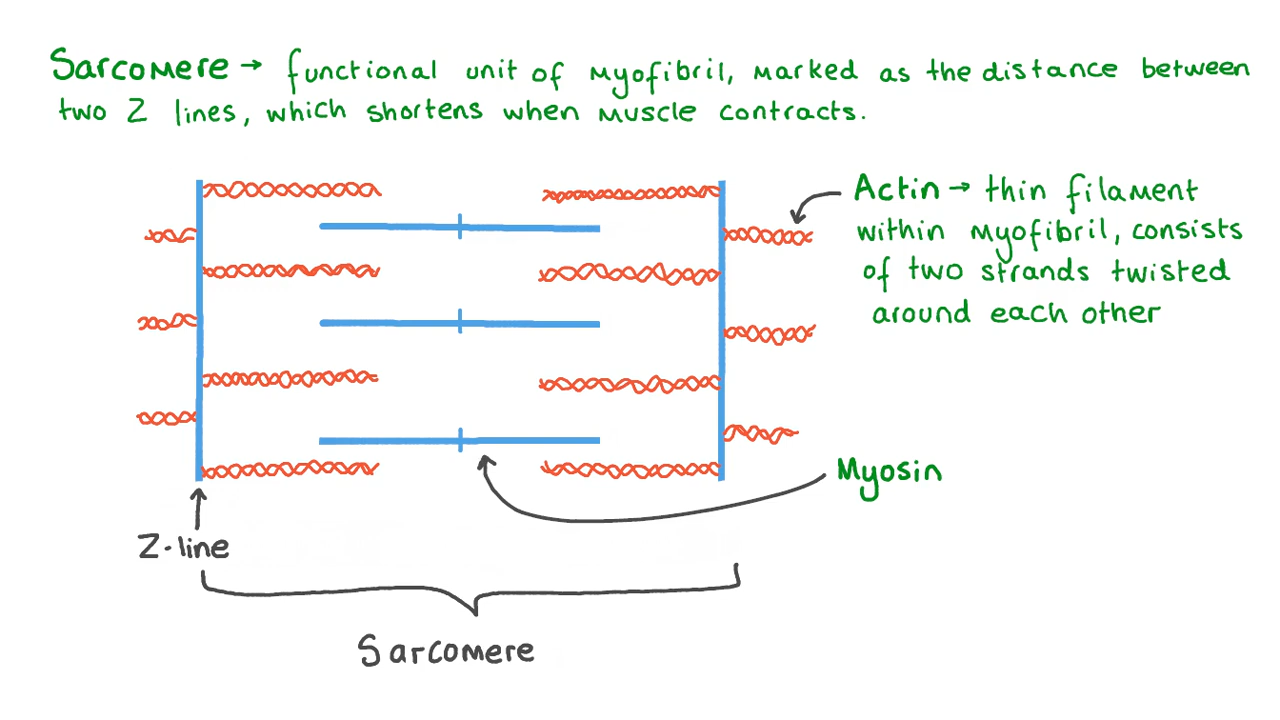 Sarcomere → functional unit of myofibril, marked as the distance between
two Z lines, which shortens when muscle contracts.
Actin → thin filament
within myofibril, consists
of two strands twisted
around each other
Myosin
Z-line
Sarcomere